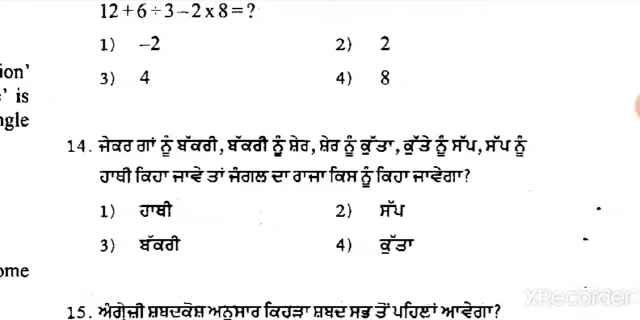 12 + 6 ÷ 3 – 2 x 8 = ?
1) –2 2) 2
ion'
3) 4 4) 8
' is
ngle
14. ਜੇਕਰ ਗਾਂ ਨੂੰ ਬੱਕਰੀ, ਬੱਕਰੀ ਨੂੰ ਸ਼ੇਰ, ਸ਼ੇਰ ਨੂੰ ਕੁੱਤਾ, ਕੁੱਤੇ ਨੂੰ ਸੱਪ, ਸੱਪ ਨੂੰ
ਹਾਥੀ ਕਿਹਾ ਜਾਵੇ ਤਾਂ ਜੰਗਲ ਦਾ ਰਾਜਾ ਕਿਸ ਨੂੰ ਕਿਹਾ ਜਾਵੇਗਾ?
1) ਹਾਥੀ 2) ਸੱਪ
3) ਬੱਕਰੀ 4) ਕੁੱਤਾ
ome
XRecorder
15. ਅੰਗ੍ਰੇਜ਼ੀ ਸ਼ਬਦਕੋਸ਼ ਅਨੁਸਾਰ ਕਿਹੜਾ ਸ਼ਬਦ ਸਭ ਤੋਂ ਪਹਿਲਾਂ ਆਵੇਗਾ?